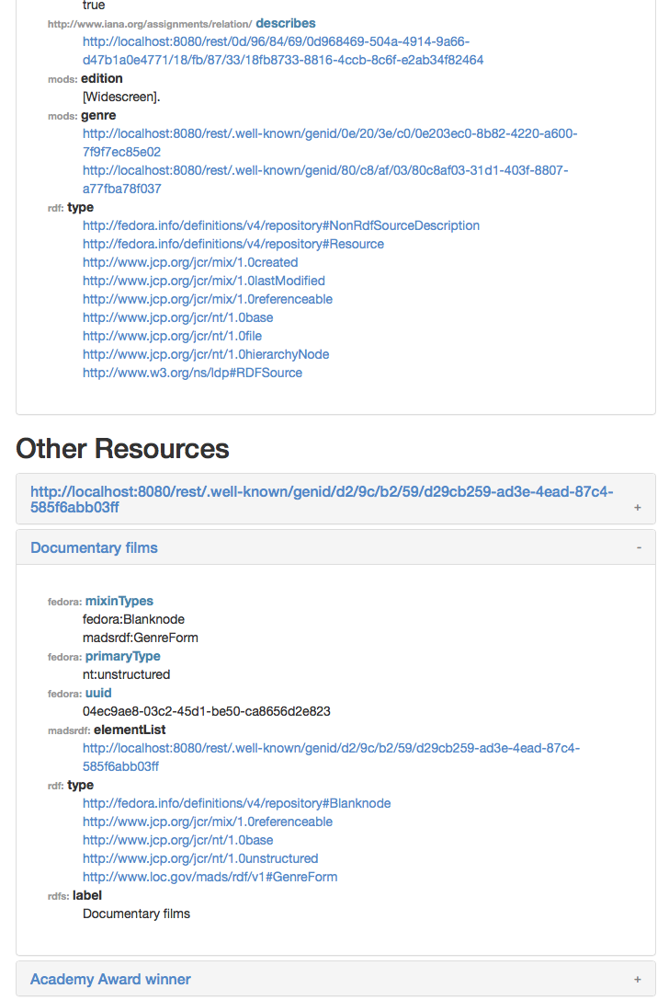 true
http://www.iana.org/assignments/relation/ describes
http://localhost:8080/rest/0d/96/84/69/0d968469-504a-4914-9a66-
d47b1a0e4771/18/fb/87/33/18fb8733-8816-4ccb-8c6f-e2ab34f82464
mods: edition
[Widescreen].
mods: genre
http://localhost:8080/rest/.well-known/genid/0e/20/3e/c0/0e203ec0-8b82-4220-a600-
7f9f7ec85e02
http://localhost:8080/rest/.well-known/genid/80/c8/af/03/80c8af03-31d1-403f-8807-
a77fba78f037
rdf: type
http://fedora.info/definitions/v4/repository#NonRdfSourceDescription
http://fedora.info/definitions/v4/repository#Resource
http://www.jcp.org/jcr/mix/1.0created
http://www.jcp.org/jcr/mix/1.0lastModified
http://www.jcp.org/jcr/mix/1.0referenceable
http://www.jcp.org/jcr/nt/1.0base
http://www.jcp.org/jcr/nt/1.0file
http://www.jcp.org/jcr/nt/1.0hierarchyNode
http://www.w3.org/ns/ldp#RDFSource
Other Resources
http://localhost:8080/rest/.well-known/genid/d2/9c/b2/59/d29cb259-ad3e-4ead-87c4-
585f6abb03ff +
Documentary films -
fedora: mixinTypes
fedora:Blanknode
madsrdf:GenreForm
fedora: primaryType
nt:unstructured
fedora: uuid
04ec9ae8-03c2-45d1-be50-ca8656d2e823
madsrdf: elementList
http://localhost:8080/rest/.well-known/genid/d2/9c/b2/59/d29cb259-ad3e-4ead-87c4-
585f6abb03ff
rdf: type
http://fedora.info/definitions/v4/repository#Blanknode
http://www.jcp.org/jcr/mix/1.0referenceable
http://www.jcp.org/jcr/nt/1.0base
http://www.jcp.org/jcr/nt/1.0unstructured
http://www.loc.gov/mads/rdf/v1#GenreForm
rdfs: label
Documentary films
Academy Award winner +